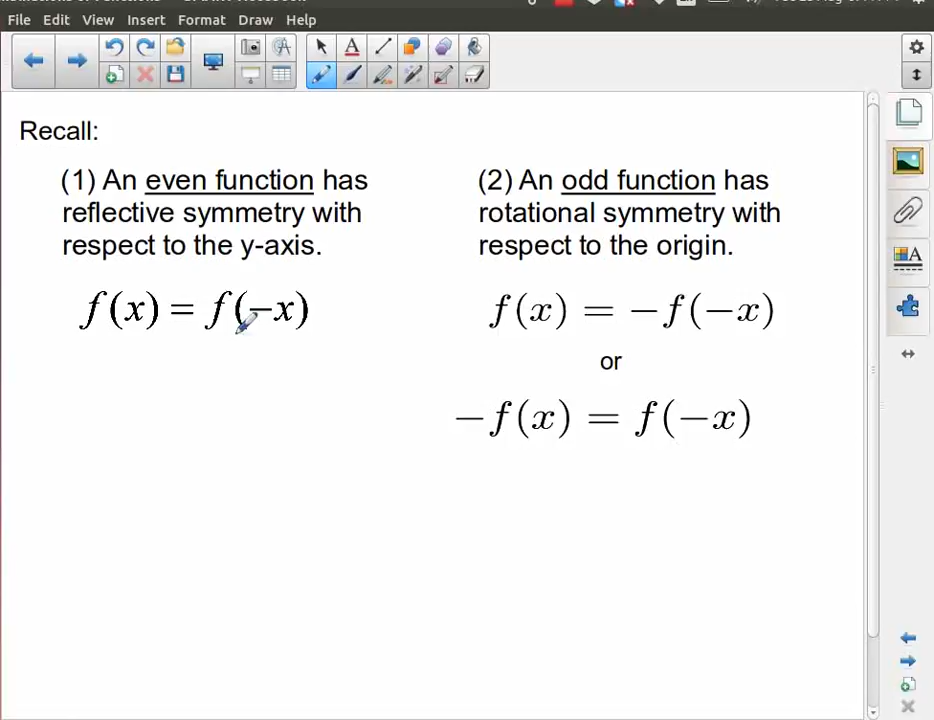 File Edit View Insert Format Draw Help
Recall:
(1) An even function has
reflective symmetry with
respect to the y-axis.
f(x) = f(−x)
(2) An odd function has
rotational symmetry with
respect to the origin.
f(x) = −f(−x)
or
−f(x) = f(−x)